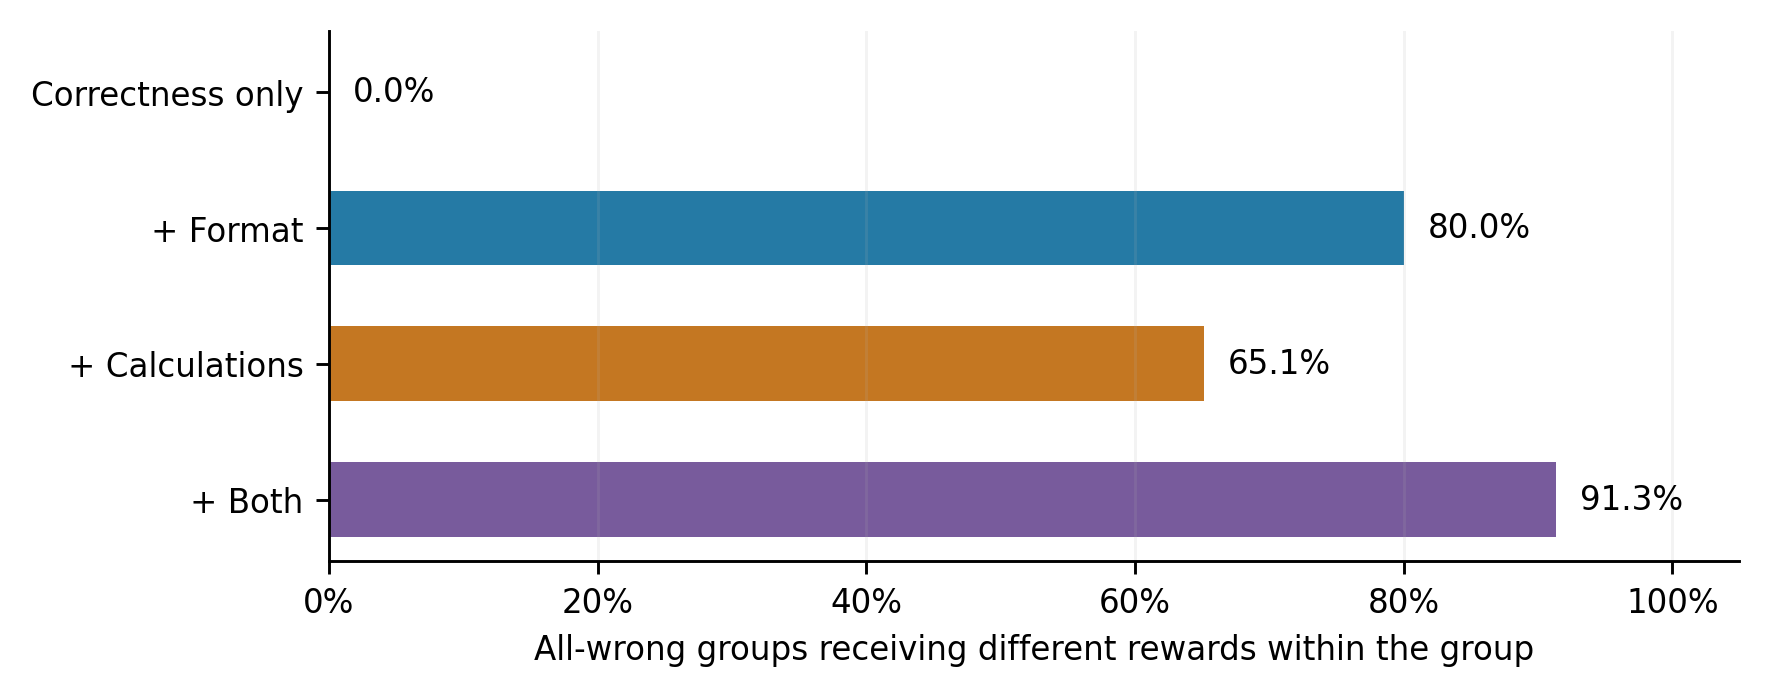 Correctness only 0.0%
+ Format 80.0%
+ Calculations 65.1%
+ Both 91.3%
0% 20% 40% 60% 80% 100%
All-wrong groups receiving different rewards within the group